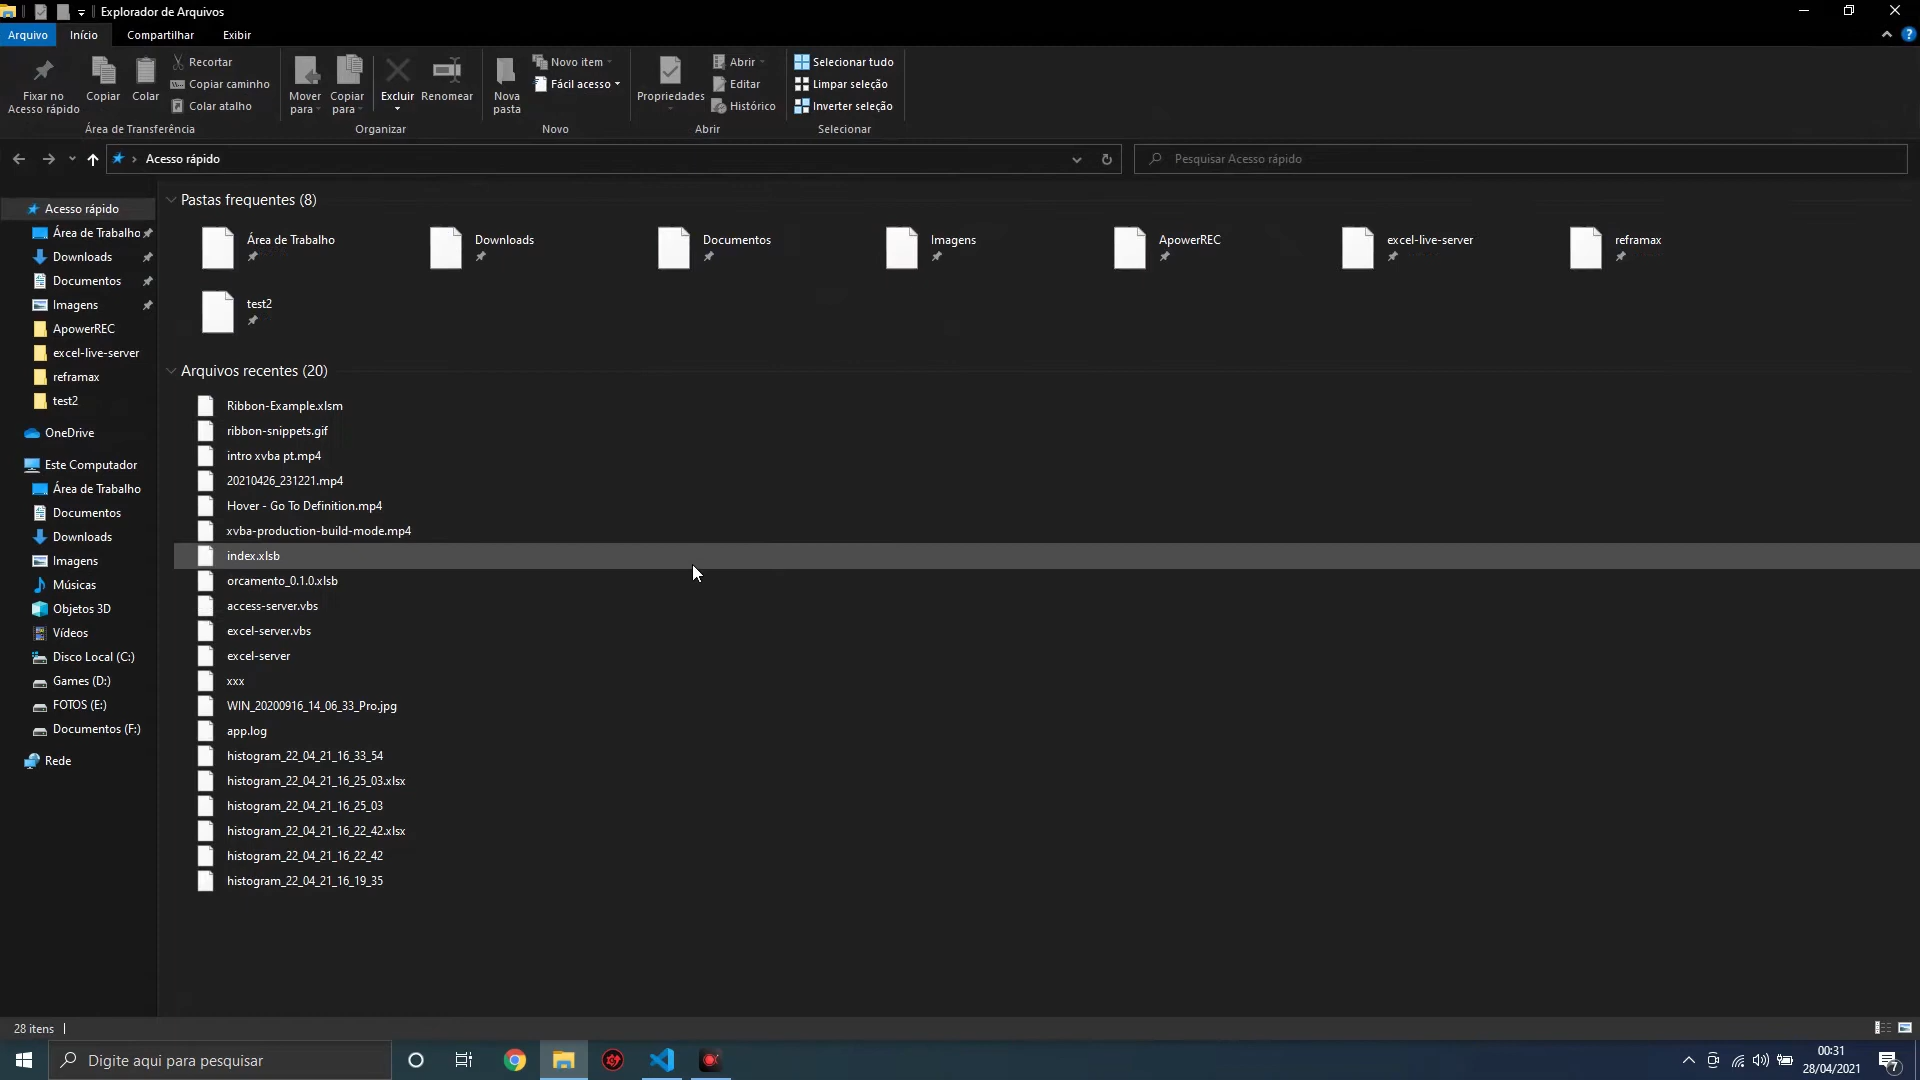 Explorador de Arquivos
Arquivo
Início
Compartilhar
Exibir
Fixar no
Acesso rápido
Copiar
Colar
Recortar
Copiar caminho
Colar atalho
Área de Transferência
Mover
para
Copiar
para
Excluir
Renomear
Organizar
Nova
pasta
Novo item
Fácil acesso
Novo
Propriedades
Abrir
Editar
Histórico
Abrir
Selecionar tudo
Limpar seleção
Inverter seleção
Selecionar
Acesso rápido
Pesquisar Acesso rápido
Acesso rápido
Área de Trabalho
Downloads
Documentos
Imagens
ApowerREC
excel-live-server
reframax
test2
OneDrive
Este Computador
Área de Trabalho
Documentos
Downloads
Imagens
Músicas
Objetos 3D
Vídeos
Disco Local (C:)
Games (D:)
FOTOS (E:)
Documentos (F:)
Rede
Pastas frequentes (8)
Área de Trabalho
Downloads
Documentos
Imagens
ApowerREC
excel-live-server
reframax
test2
Arquivos recentes (20)
Ribbon-Example.xlsm
ribbon-snippets.gif
intro xvba pt.mp4
20210426_231221.mp4
Hover - Go To Definition.mp4
xvba-production-build-mode.mp4
index.xlsb
orcamento_0.1.0.xlsb
access-server.vbs
excel-server.vbs
excel-server
xxx
WIN_20200916_14_06_33_Pro.jpg
app.log
histogram_22_04_21_16_33_54
histogram_22_04_21_16_25_03.xlsx
histogram_22_04_21_16_25_03
histogram_22_04_21_16_22_42.xlsx
histogram_22_04_21_16_22_42
histogram_22_04_21_16_19_35
28 itens
Digite aqui para pesquisar
00:31
28/04/2021
7